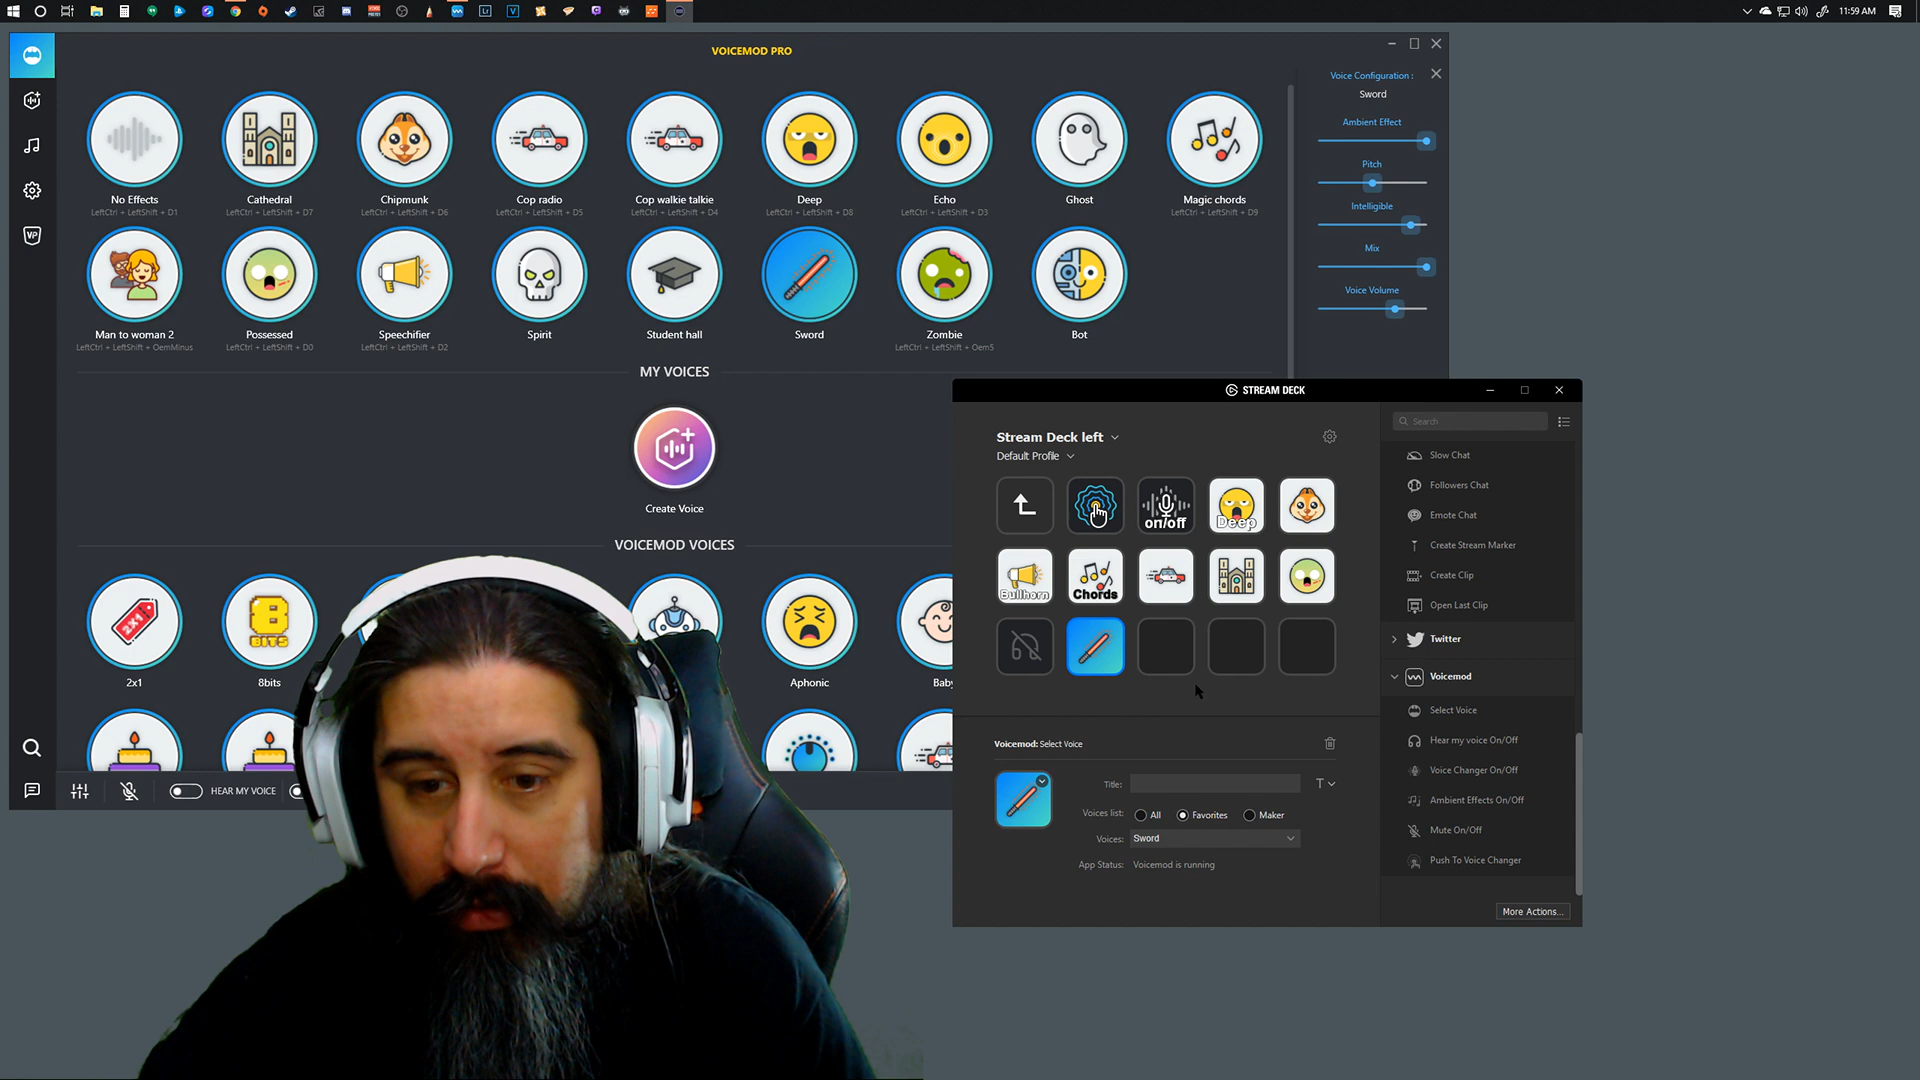 11:59 AM
VOICEMOD PRO
No Effects
LeftCtrl + LeftShift + D1
Cathedral
LeftCtrl + LeftShift + D7
Chipmunk
LeftCtrl + LeftShift + D6
Cop radio
LeftCtrl + LeftShift + D5
Cop walkie talkie
LeftCtrl + LeftShift + D4
Deep
LeftCtrl + LeftShift + D8
Echo
LeftCtrl + LeftShift + D3
Ghost
Magic chords
LeftCtrl + LeftShift + D9
Man to woman 2
LeftCtrl + LeftShift + OemMinus
Possessed
LeftCtrl + LeftShift + D0
Speechifier
LeftCtrl + LeftShift + D2
Spirit
Student hall
Sword
Zombie
LeftCtrl + LeftShift + Oem5
Bot
MY VOICES
Create Voice
VOICEMOD VOICES
2X1
2x1
8
BITS
8bits
Aphonic
HEAR MY VOICE
VP
Voice Configuration :
Sword
Ambient Effect
Pitch
Intelligible
Mix
Voice Volume
STREAM DECK
Stream Deck left
Default Profile
on/off
Deep
Bullhorn
Chords
Voicemod: Select Voice
Title:
T
Voices list:
All
Favorites
Maker
Voices:
Sword
App Status:
Voicemod is running
Search
Slow Chat
Followers Chat
Emote Chat
Create Stream Marker
Create Clip
Open Last Clip
Twitter
Voicemod
Select Voice
Hear my voice On/Off
Voice Changer On/Off
Ambient Effects On/Off
Mute On/Off
Push To Voice Changer
More Actions...